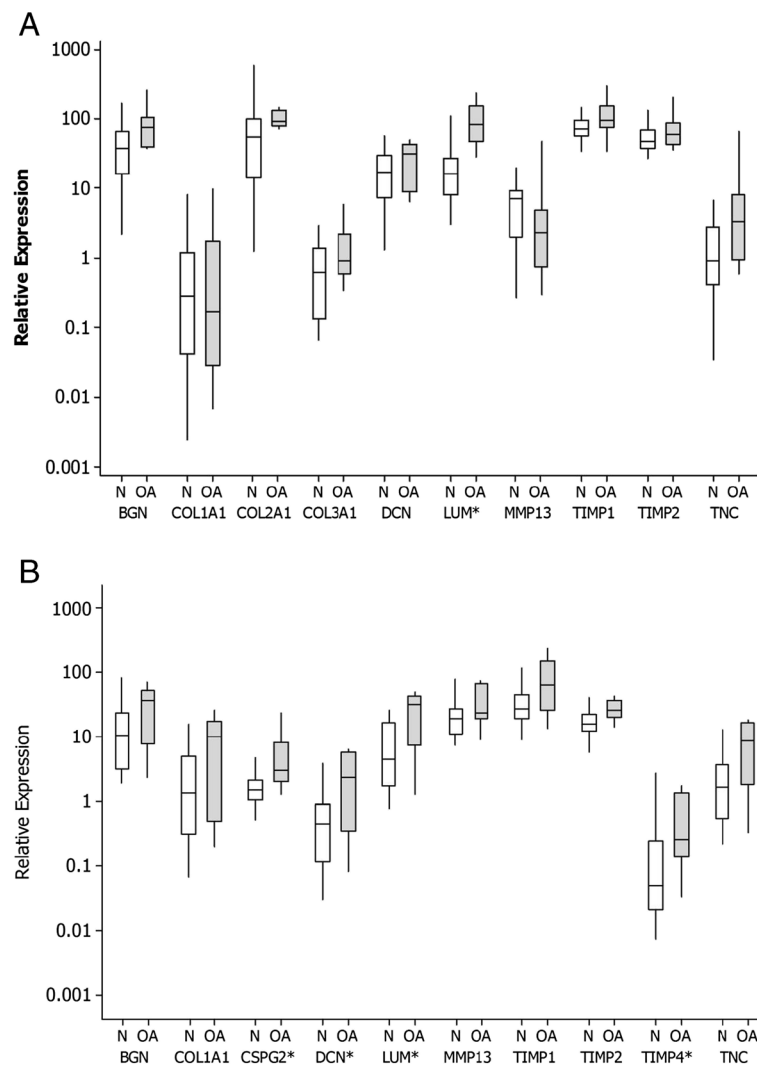 A
1000
100
10
1
0.1
0.01
0.001
Relative Expression
N OA N OA N OA N OA N OA N OA N OA N OA N OA N OA
BGN COL1A1 COL2A1 COL3A1 DCN LUM* MMP13 TIMP1 TIMP2 TNC
B
1000
100
10
1
0.1
0.01
0.001
Relative Expression
N OA N OA N OA N OA N OA N OA N OA N OA N OA N OA
BGN COL1A1 CSPG2* DCN* LUM* MMP13 TIMP1 TIMP2 TIMP4* TNC